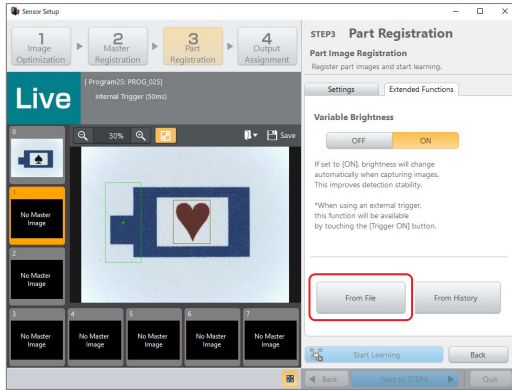 Sensor Setup
1
Image
Optimization
2
Master
Registration
3
Part
Registration
4
Output
Assignment
Live
[ Program25: PROG_025]
Internal Trigger (50ms)
30%
Save
0
1
No Master
Image
2
No Master
Image
3
No Master
Image
4
No Master
Image
5
No Master
Image
6
No Master
Image
7
No Master
Image
STEP3 Part Registration
Part Image Registration
Register part images and start learning.
Settings
Extended Functions
Variable Brightness
OFF
ON
If set to [ON], brightness will change
automatically when capturing images.
This improves detection stability.
*When using an external trigger,
this function will be available
by touching the [Trigger ON] button.
From File
From History
Start Learning
Back
Back
Next to STEP4
Quit